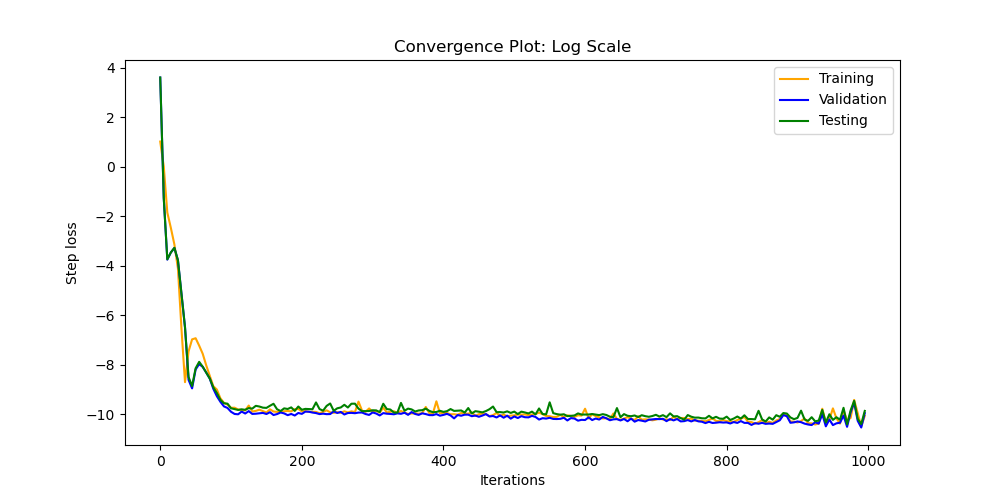 Convergence Plot: Log Scale
4
2
0
−2
−4
−6
−8
−10
Step loss
Training
Validation
Testing
0
200
400
600
800
1000
Iterations